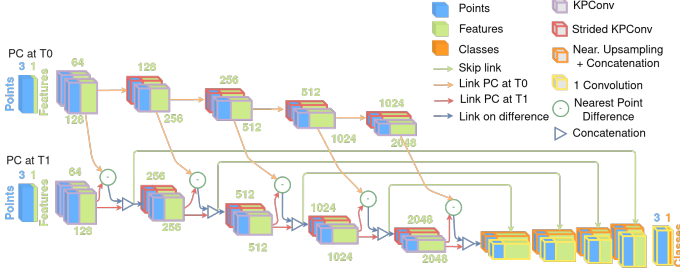 Points
Features
Classes
Skip link
Link PC at T0
Link PC at T1
Link on difference
KPConv
Strided KPConv
Near. Upsampling
+ Concatenation
1 Convolution
Nearest Point
Difference
Concatenation
PC at T0
3 1
Points
Features
64
128
128
256
256
512
512
1024
1024
2048
PC at T1
3 1
Points
Features
64
128
256
256
512
512
1024
1024
2048
2048
3 1
Points
Classes